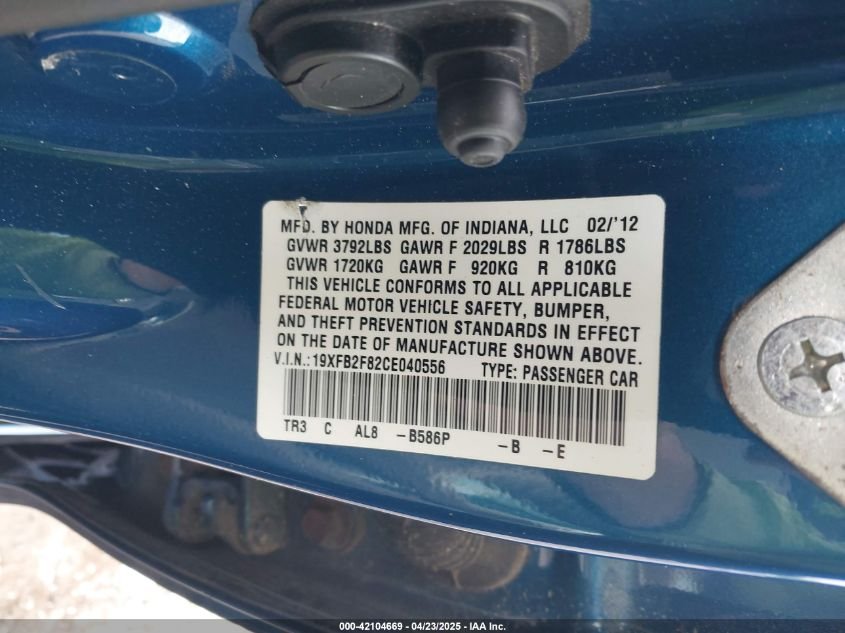 MFD. BY HONDA MFG. OF INDIANA, LLC 02/'12
GVWR 3792LBS GAWR F 2029LBS R 1786LBS
GVWR 1720KG GAWR F 920KG R 810KG
THIS VEHICLE CONFORMS TO ALL APPLICABLE
FEDERAL MOTOR VEHICLE SAFETY, BUMPER,
AND THEFT PREVENTION STANDARDS IN EFFECT
ON THE DATE OF MANUFACTURE SHOWN ABOVE.
V.I.N.:19XFB2F82CE040556 TYPE: PASSENGER CAR
TR3 C AL8 -B586P -B -E
000-42104669 - 04/23/2025 - IAA Inc.